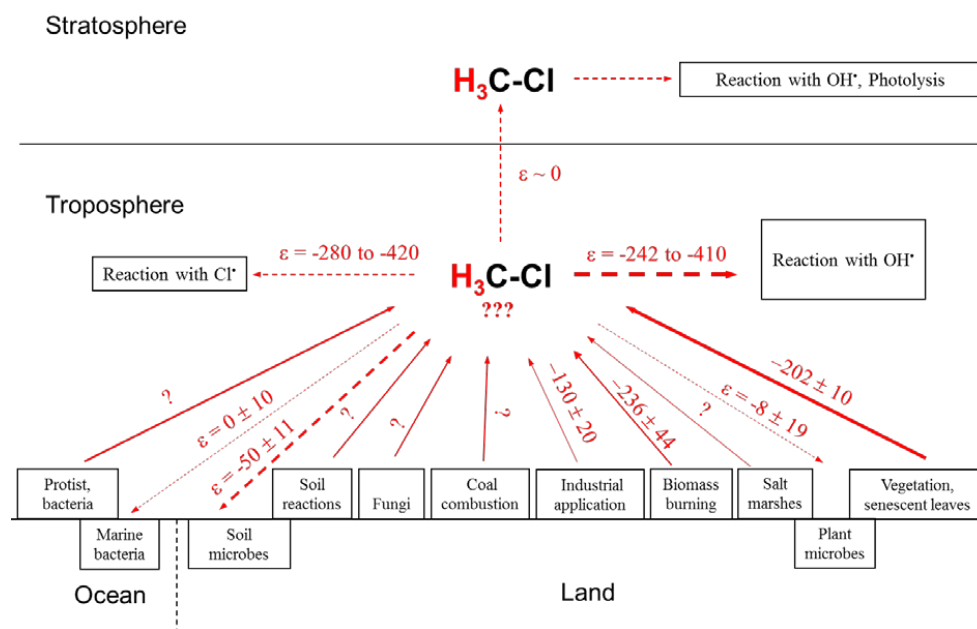 Stratosphere
H₃C-Cl
Reaction with OH•, Photolysis
ε ~ 0
Troposphere
ε = -280 to -420
ε = -242 to -410
Reaction with Cl•
H₃C-Cl
Reaction with OH•
???
?
ε = 0 ± 10
ε = -50 ± 11
?
?
?
−130 ± 20
−236 ± 44
?
ε = -8 ± 19
−202 ± 10
Protist,
bacteria
Soil
reactions
Fungi
Coal
combustion
Industrial
application
Biomass
burning
Salt
marshes
Vegetation,
senescent leaves
Marine
bacteria
Soil
microbes
Plant
microbes
Ocean
Land